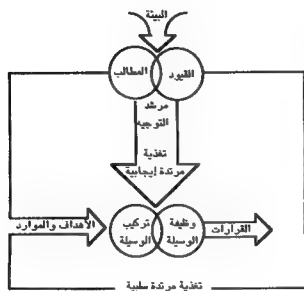 البيئة
القيود
المطالب
مرشد
التوجيه
تغذية
مرتدة إيجابية
وظيفة
الوسيلة
تركيب
الوسيلة
الأهداف والموارد
القرارات
تغذية مرتدة سلبية